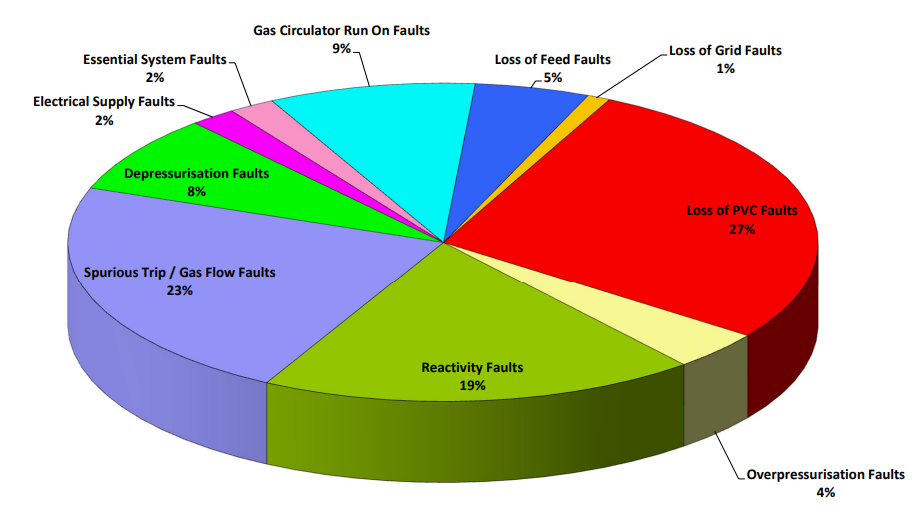 Gas Circulator Run On Faults
9%
Essential System Faults
2%
Loss of Feed Faults
5%
Loss of Grid Faults
1%
Electrical Supply Faults
2%
Depressurisation Faults
8%
Loss of PVC Faults
27%
Spurious Trip / Gas Flow Faults
23%
Reactivity Faults
19%
Overpressurisation Faults
4%